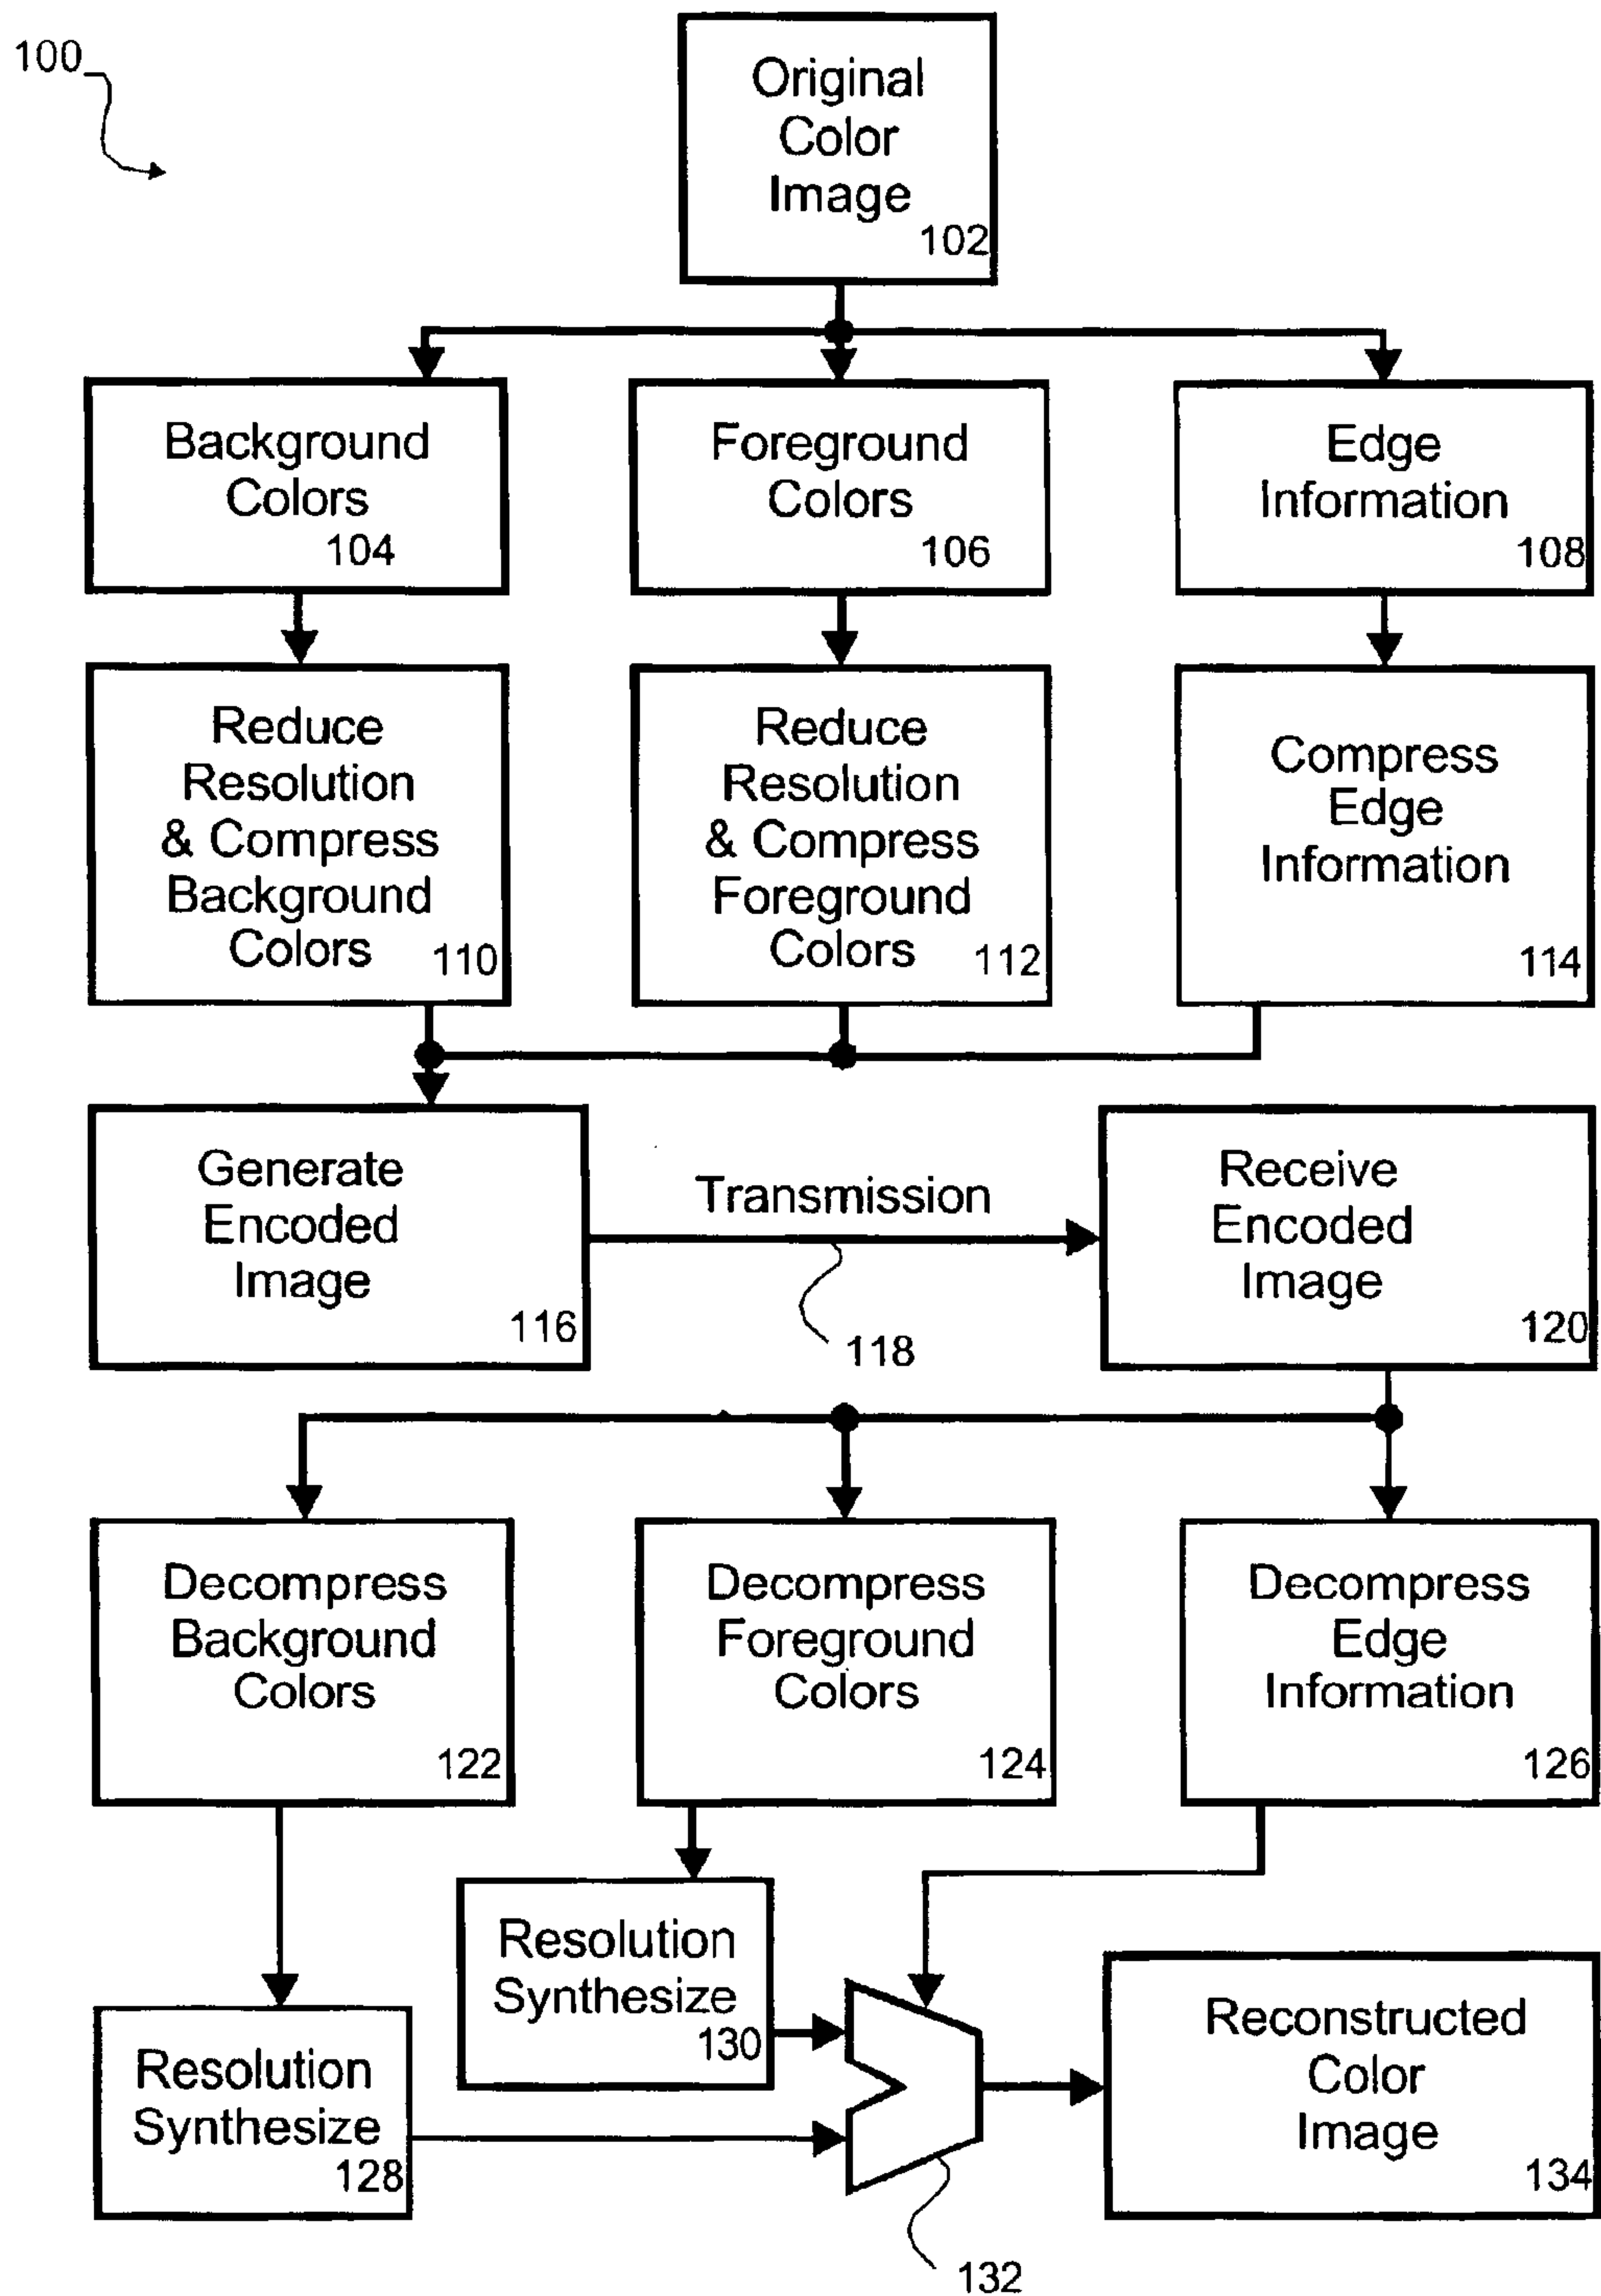 100
Original
Color
Image
102
Background
Colors
104
Foreground
Colors
106
Edge
Information
108
Reduce
Resolution
& Compress
Background
Colors
110
Reduce
Resolution
& Compress
Foreground
Colors
112
Compress
Edge
Information
114
Generate
Encoded
Image
116
Transmission
118
Receive
Encoded
Image
120
Decompress
Background
Colors
122
Decompress
Foreground
Colors
124
Decompress
Edge
Information
126
Resolution
Synthesize
130
Resolution
Synthesize
128
132
Reconstructed
Color
Image
134